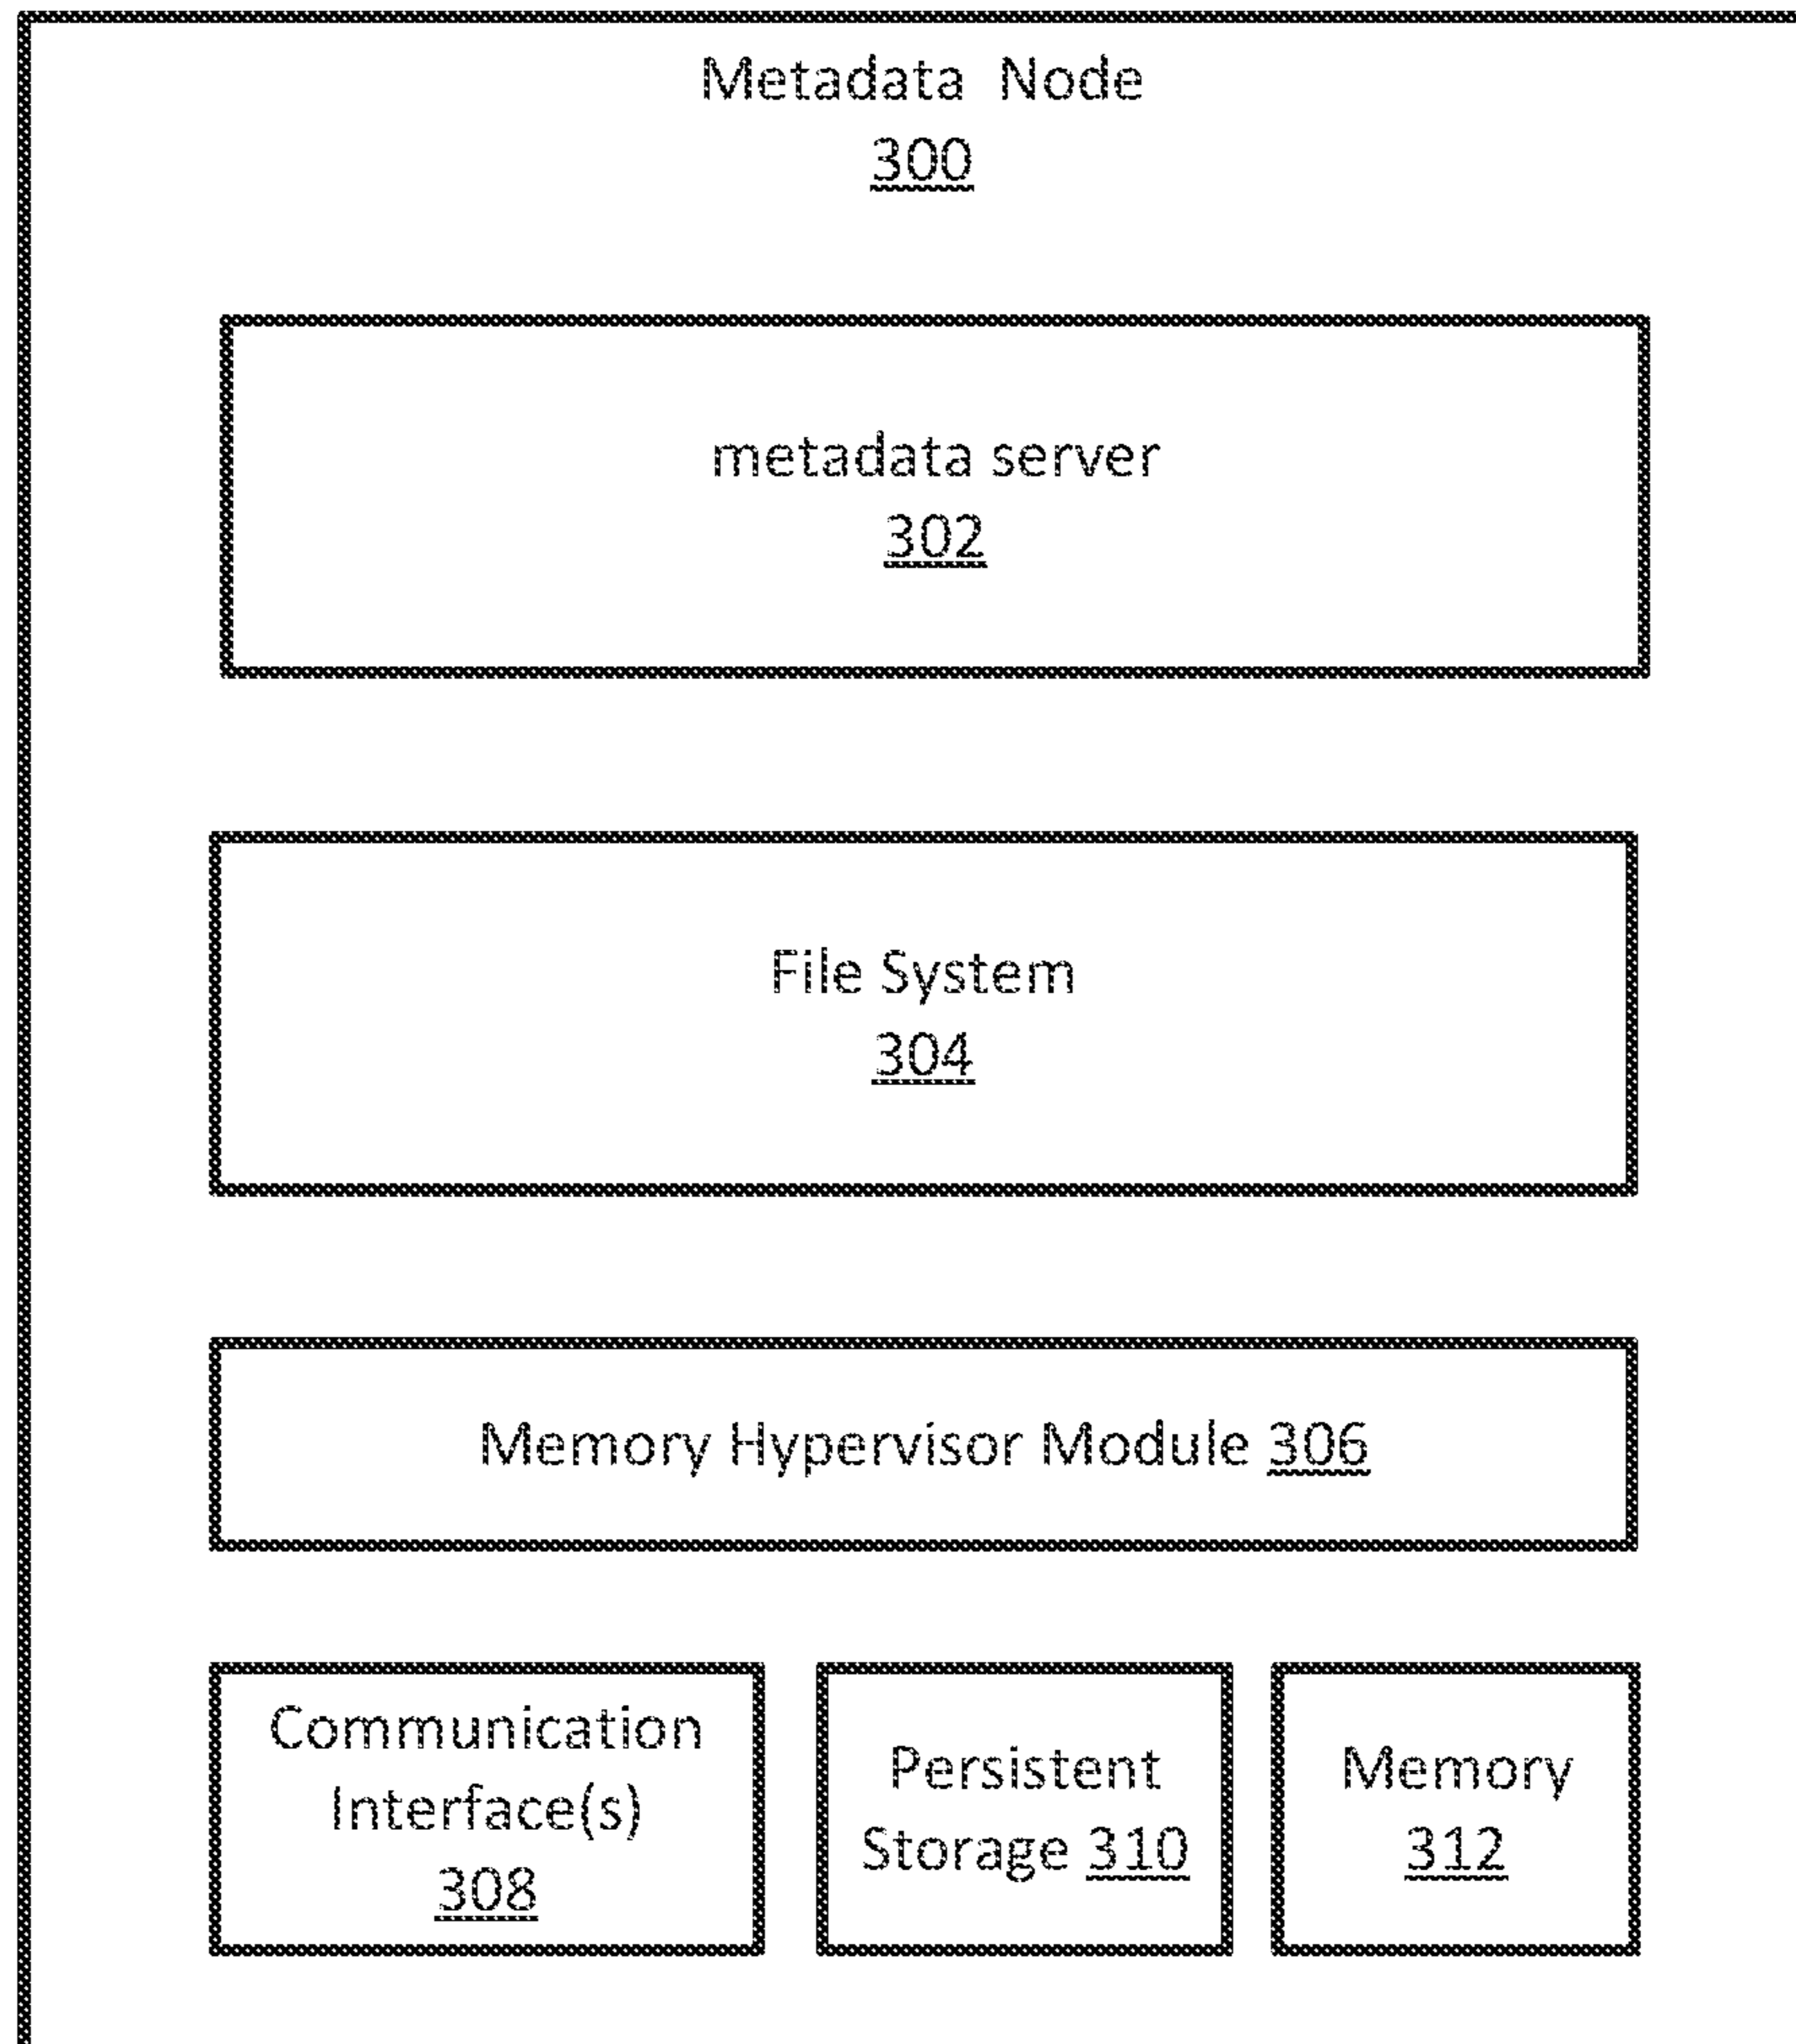 Metadata Node
300
metadata server
302
File System
304
Memory Hypervisor Module 306
Communication
Interface(s)
308
Persistent
Storage 310
Memory
312